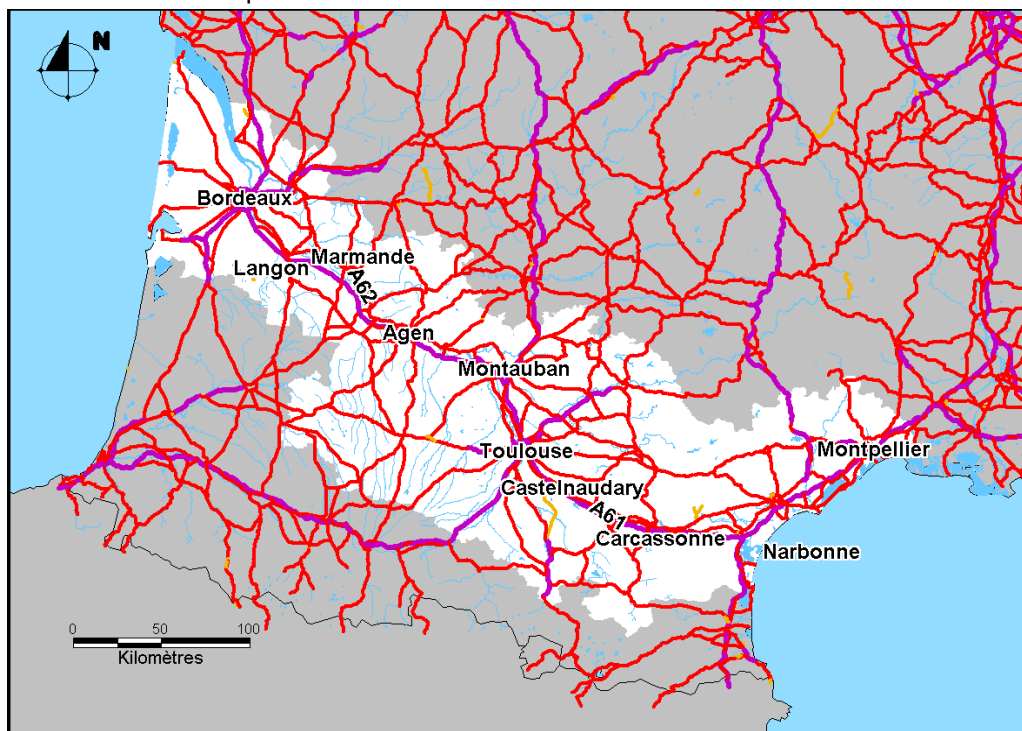 N
Bordeaux
Marmande
Langon
A62
Agen
Montauban
Toulouse
Montpellier
Castelnaudary
A61
Carcassonne
Narbonne
0 50 100
Kilomètres